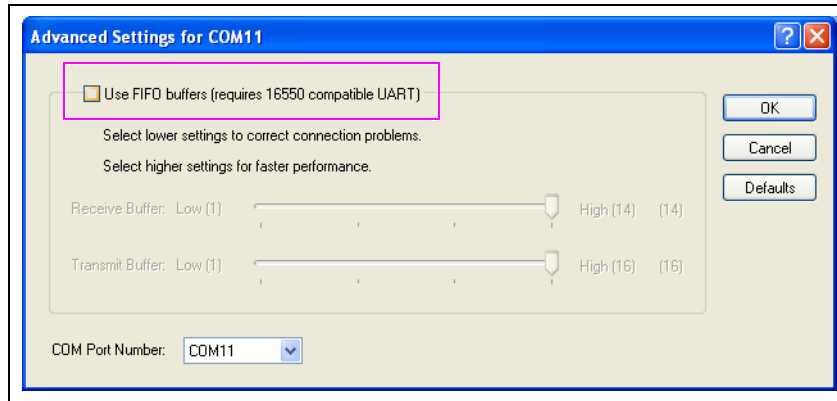 Advanced Settings for COM11
Use FIFO buffers (requires 16550 compatible UART)
Select lower settings to correct connection problems.
Select higher settings for faster performance.
Receive Buffer: Low (1) High (14) (14)
Transmit Buffer: Low (1) High (16) (16)
COM Port Number: COM11
OK
Cancel
Defaults